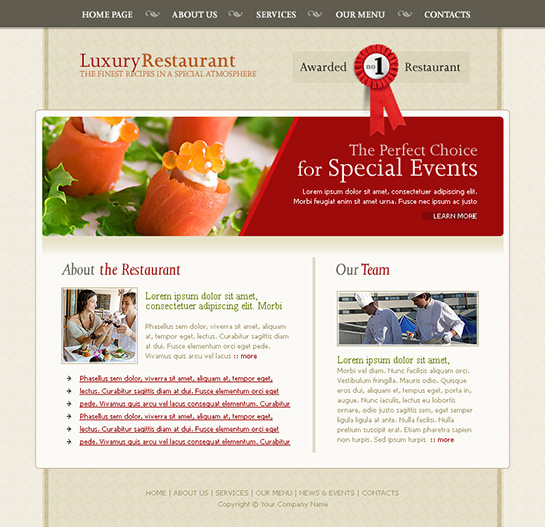 HOME PAGE ABOUT US SERVICES OUR MENU CONTACTS
LuxuryRestaurant
THE FINEST RECIPES IN A SPECIAL ATMOSPHERE
Awarded no 1 Restaurant
The Perfect Choice
for Special Events
Lorem ipsum dolor sit amet, consectetuer adipiscing elit.
Morbi feugiat enim sit amet urna. Fusce nec ipsum ac justo
LEARN MORE
About the Restaurant
Lorem ipsum dolor sit amet,
consectetuer adipiscing elit. Morbi
Phasellus sem dolor, viverra sit amet, aliquam
at, tempor eget, lectus. Curabitur sagittis diam
at dui. Fusce elementum orci eget pede.
Vivamus quis arcu vel lacus :: more
Phasellus sem dolor, viverra sit amet, aliquam at, tempor eget,
lectus. Curabitur sagittis diam at dui. Fusce elementum orci eget
pede. Vivamus quis arcu vel lacus consequat elementum. Curabitur
Phasellus sem dolor, viverra sit amet, aliquam at, tempor eget,
lectus. Curabitur sagittis diam at dui. Fusce elementum orci eget
pede. Vivamus quis arcu vel lacus consequat elementum. Curabitur
Our Team
Lorem ipsum dolor sit amet,
Morbi vel diam. Nunc facilisis aliquam orci.
Vestibulum fringilla. Mauris odio. Quisque
eros dui, aliquam et, tempus eget, porta in,
augue. Nunc iaculis, lectus eu lobortis
ornare, odio justo sagittis sem, eget semper
ligula ligula at ante. Nulla facilisi. Nulla
pretium suscipit erat. Etiam pharetra sapien
non turpis. Sed ipsum turpis :: more
HOME | ABOUT US | SERVICES | OUR MENU | NEWS & EVENTS | CONTACTS
Copyright © Your Company Name